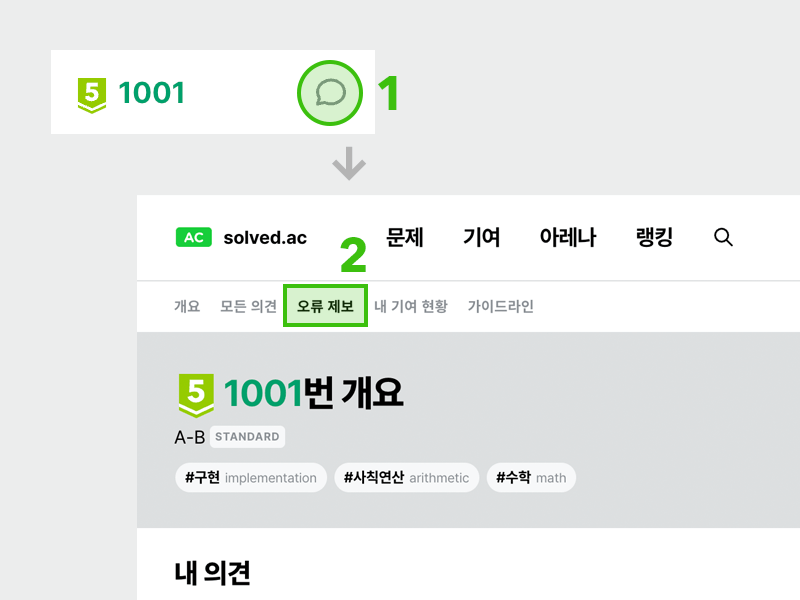 5 1001
1
AC solved.ac 문제 기여 아레나 랭킹
2
개요 모든 의견 오류 제보 내 기여 현황 가이드라인
5 1001번 개요
A-B STANDARD
#구현 implementation #사칙연산 arithmetic #수학 math
내 의견